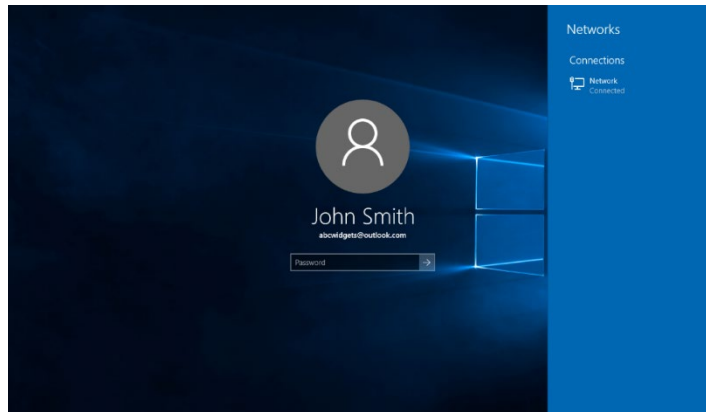 Networks
Connections
Network
Connected
John Smith
abcwidgets@outlook.com
Password